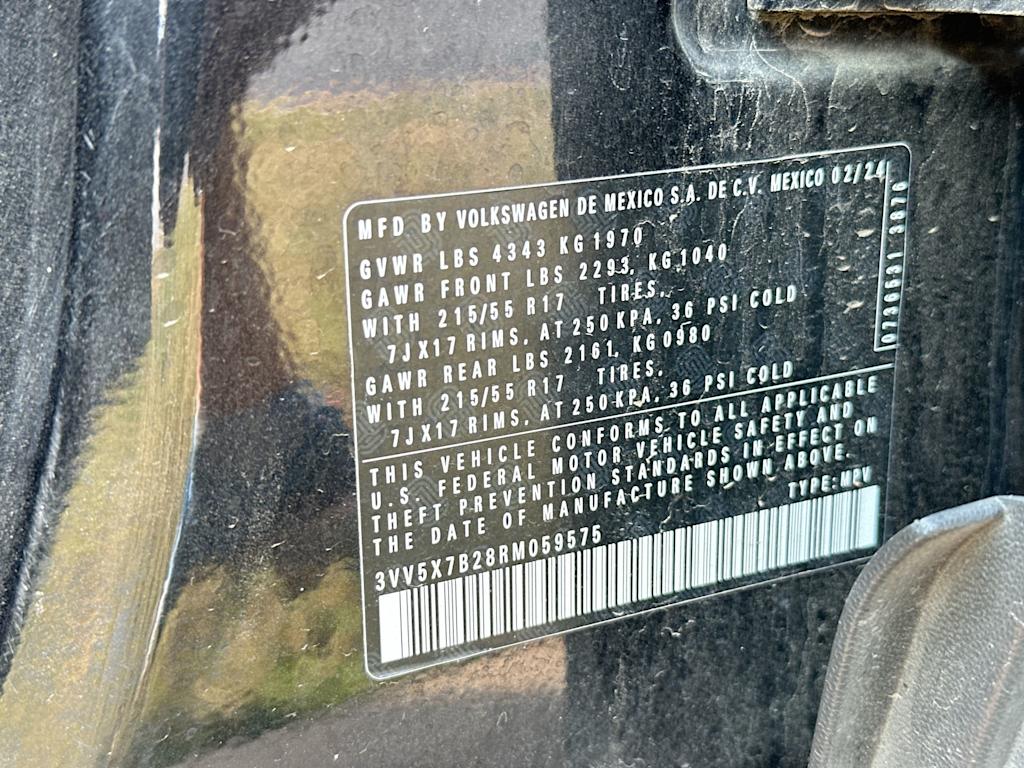 MFD BY VOLKSWAGEN DE MEXICO S.A. DE C.V. MEXICO 02/24
GVWR LBS 4343 KG 1970
GAWR FRONT LBS 2293, KG 1040
WITH 215/55 R17 TIRES,
7JX17 RIMS, AT 250 KPA, 36 PSI COLD
GAWR REAR LBS 2161, KG 0980
WITH 215/55 R17 TIRES,
7JX17 RIMS, AT 250 KPA, 36 PSI COLD
THIS VEHICLE CONFORMS TO ALL APPLICABLE
U.S. FEDERAL MOTOR VEHICLE SAFETY AND
THEFT PREVENTION STANDARDS IN EFFECT ON
THE DATE OF MANUFACTURE SHOWN ABOVE.
TYPE: MPV
3VV5X7B28RM059575
0736631 3870